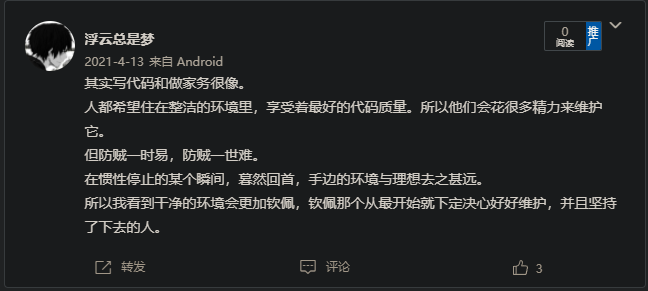 浮云总是梦
0
阅读
推广
2021-4-13 来自 Android
其实写代码和做家务很像。
人都希望住在整洁的环境里，享受着最好的代码质量。所以他们会花很多精力来维护
它。
但防贼一时易，防贼一世难。
在惯性停止的某个瞬间，蓦然回首，手边的环境与理想去之甚远。
所以我看到干净的环境会更加钦佩，钦佩那个从最开始就下定决心好好维护，并且坚持
了下去的人。
转发
评论
3